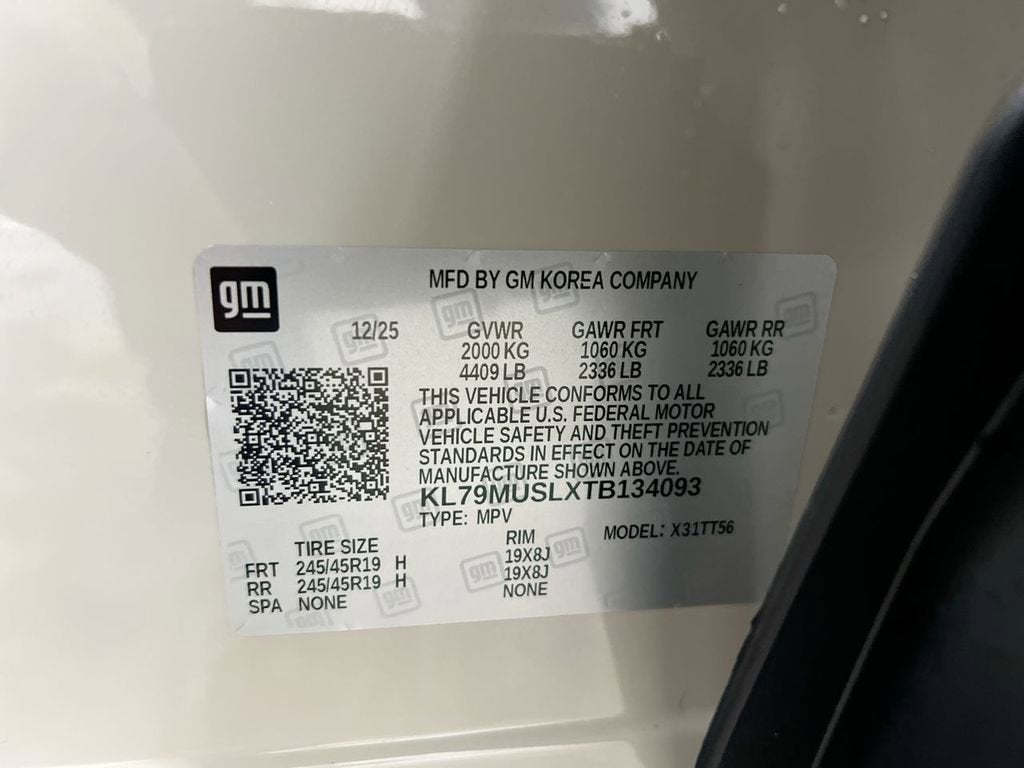 gm
MFD BY GM KOREA COMPANY
12/25 GVWR GAWR FRT GAWR RR
2000 KG 1060 KG 1060 KG
4409 LB 2336 LB 2336 LB
THIS VEHICLE CONFORMS TO ALL
APPLICABLE U.S. FEDERAL MOTOR
VEHICLE SAFETY AND THEFT PREVENTION
STANDARDS IN EFFECT ON THE DATE OF
MANUFACTURE SHOWN ABOVE.
KL79MUSLXTB134093
TYPE: MPV MODEL: X31TT56
TIRE SIZE RIM
FRT 245/45R19 H 19X8J
RR 245/45R19 H 19X8J
SPA NONE NONE